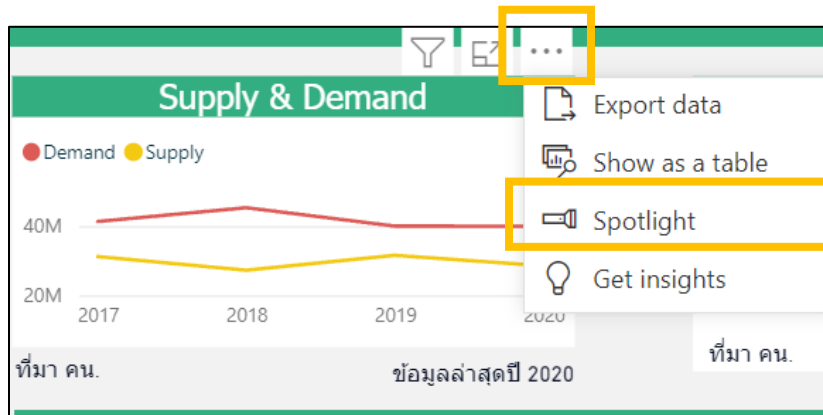 Supply & Demand
Demand Supply
40M
20M
2017 2018 2019 2020
ที่มา คน.
ข้อมูลล่าสุดปี 2020
Export data
Show as a table
Spotlight
Get insights
ที่มา คน.